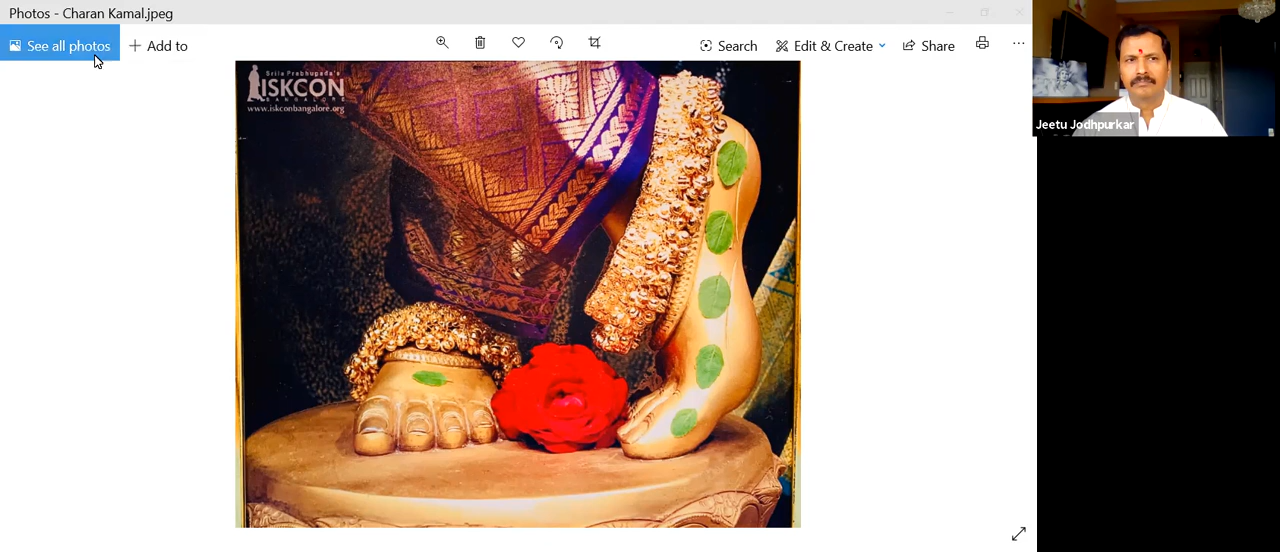 Photos - Charan Kamal.jpeg
See all photos
Add to
Search
Edit & Create
Share
Srila Prabhupada's
ISKCON
BANGALORE
www.iskconbangalore.org
Jeetu Jodhpurkar